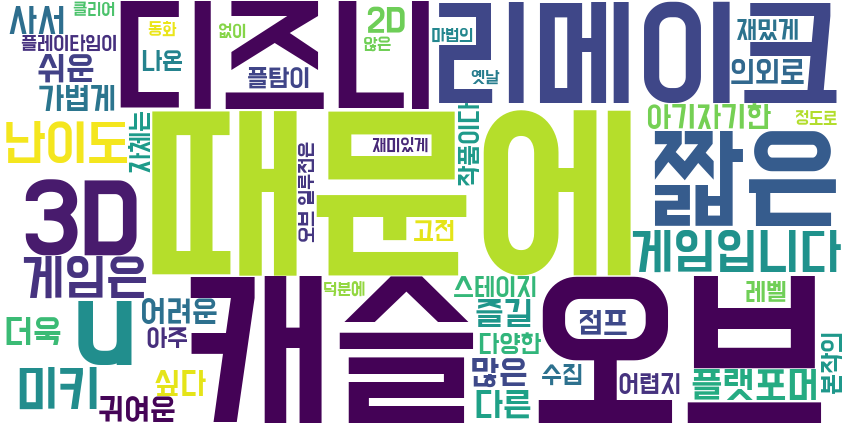 사서
클리어
플레이타임이
쉬운
가볍게
동화
나온
없이
플탐이
디즈니
2D
않은
마법의
옛날
리메이크
재밌게
의외로
아기자기한
정도로
난이도
자체는
때문에
오브 일루전은
재미있게
고전
작품이다
짧은
3D
게임은
게임입니다
u
어려운
더욱
아주
미키
싶다
귀여운
캐슬
덕분에
스테이지
즐길
다양한
많은
다른
수집
점프
오브
어렵지
레벨
플랫포머
본작인